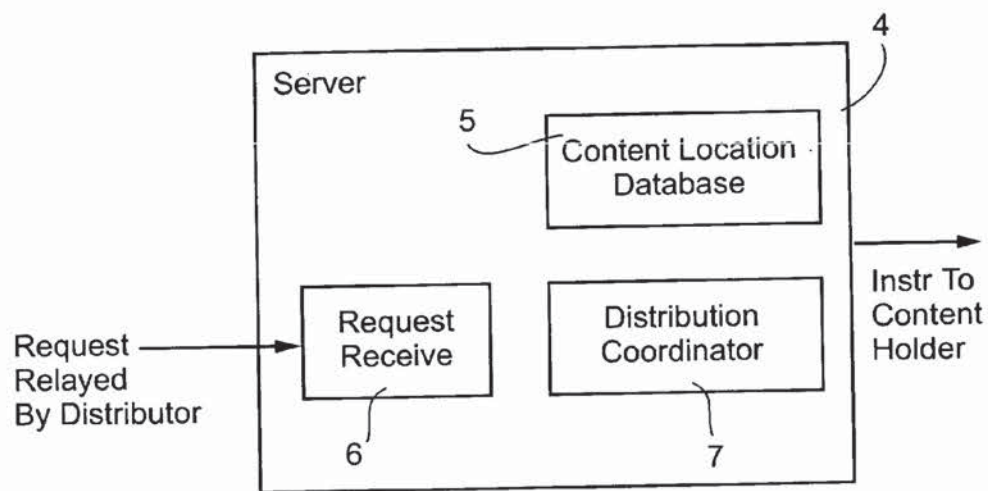 4
Server
5
Content Location
Database
Request
Receive
Distribution
Coordinator
Instr To
Content
Holder
Request
Relayed
By Distributor
6
7